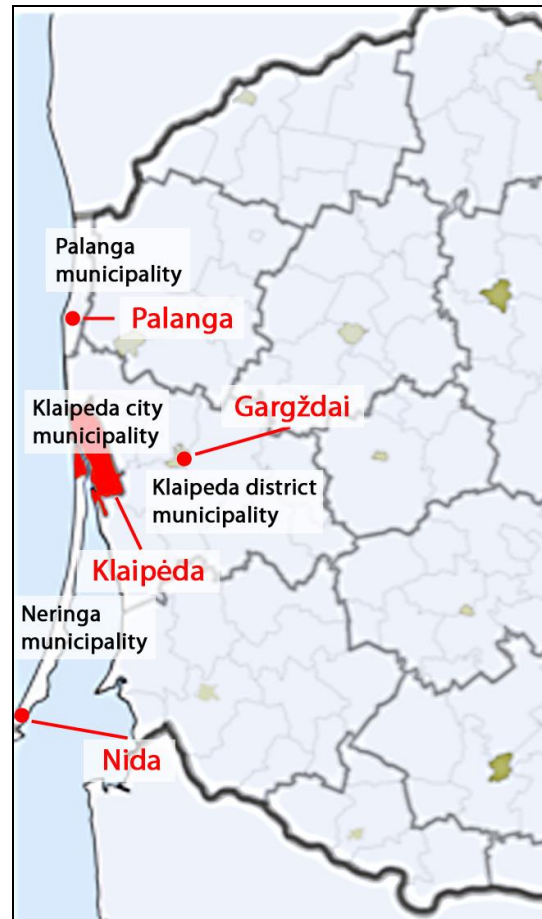 Palanga
municipality
Palanga
Klaipeda city
municipality
Gargždai
Klaipeda district
municipality
Klaipėda
Neringa
municipality
Nida